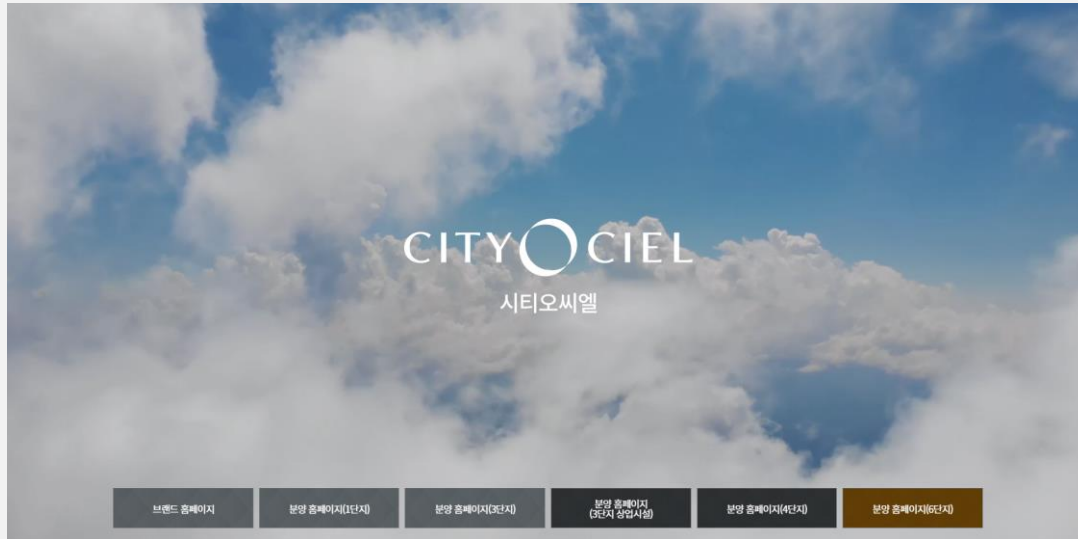 CITY O CIEL
시티오씨엘
브랜드 홈페이지
분양 홈페이지(1단지)
분양 홈페이지(3단지)
분양 홈페이지
(3단지 상업시설)
분양 홈페이지(4단지)
분양 홈페이지(6단지)